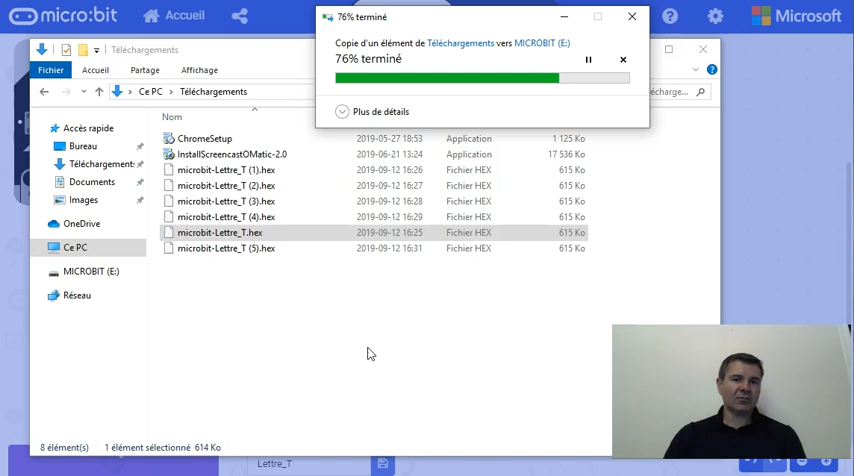 micro:bit
Accueil
Microsoft
76% terminé
Copie d'un élément de Téléchargements vers MICROBIT (E:)
76% terminé
Plus de détails
Téléchargements
Fichier
Accueil
Partage
Affichage
Ce PC > Téléchargements
écharge...
Nom
Accès rapide
Bureau
Téléchargement:
Documents
Images
OneDrive
Ce PC
MICROBIT (E:)
Réseau
ChromeSetup 2019-05-27 18:53 Application 1 125 Ko
InstallScreencastOMatic-2.0 2019-06-21 13:24 Application 17 536 Ko
microbit-Lettre_T (1).hex 2019-09-12 16:26 Fichier HEX 615 Ko
microbit-Lettre_T (2).hex 2019-09-12 16:27 Fichier HEX 615 Ko
microbit-Lettre_T (3).hex 2019-09-12 16:28 Fichier HEX 615 Ko
microbit-Lettre_T (4).hex 2019-09-12 16:29 Fichier HEX 615 Ko
microbit-Lettre_T.hex 2019-09-12 16:25 Fichier HEX 615 Ko
microbit-Lettre_T (5).hex 2019-09-12 16:31 Fichier HEX 615 Ko
8 élément(s) 1 élément sélectionné 614 Ko
Lettre_T